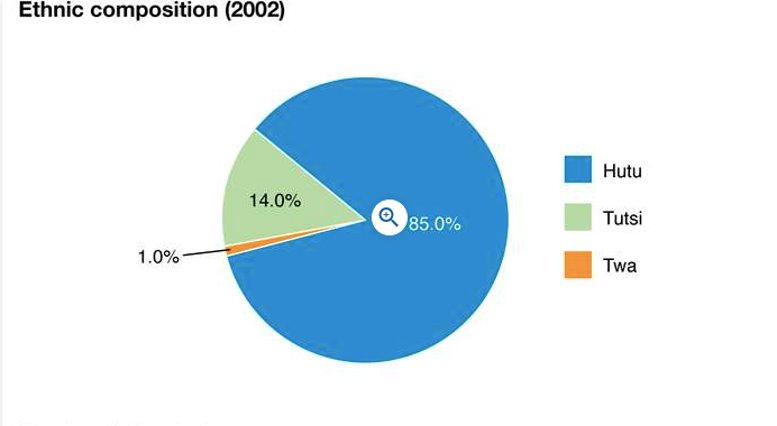 Ethnic composition (2002)
Hutu
14.0%
85.0%
Tutsi
1.0%
Twa